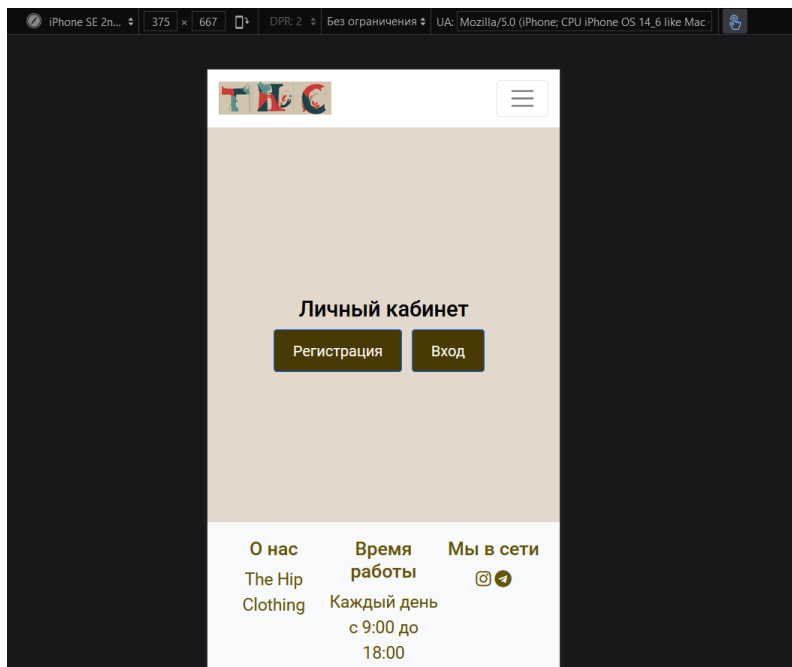 iPhone SE 2n... 375 × 667 DPR: 2 Без ограничения UA: Mozilla/5.0 (iPhone; CPU iPhone OS 14_6 like Mac
THC
Личный кабинет
Регистрация Вход
О нас
The Hip
Clothing
Время
работы
Каждый день
с 9:00 до
18:00
Мы в сети